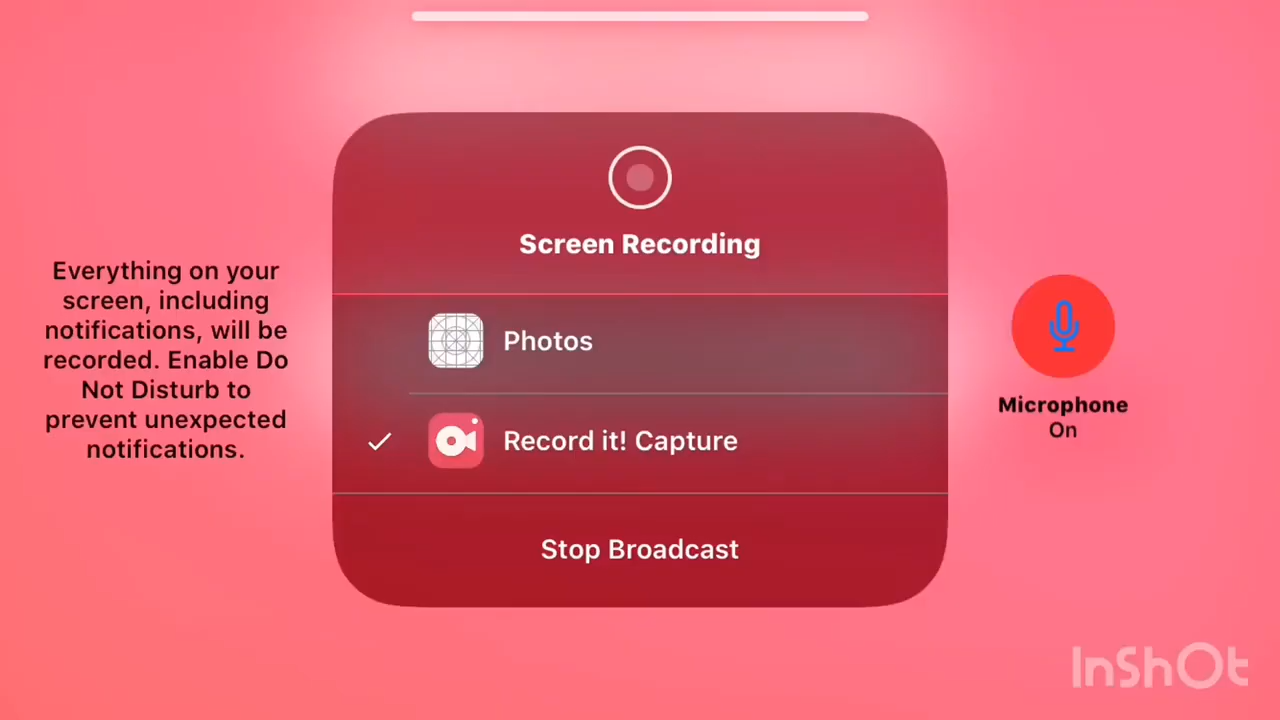 Screen Recording
Everything on your
screen, including
notifications, will be
recorded. Enable Do
Not Disturb to
prevent unexpected
notifications.
Photos
Record it! Capture
Stop Broadcast
Microphone
On
InShOt